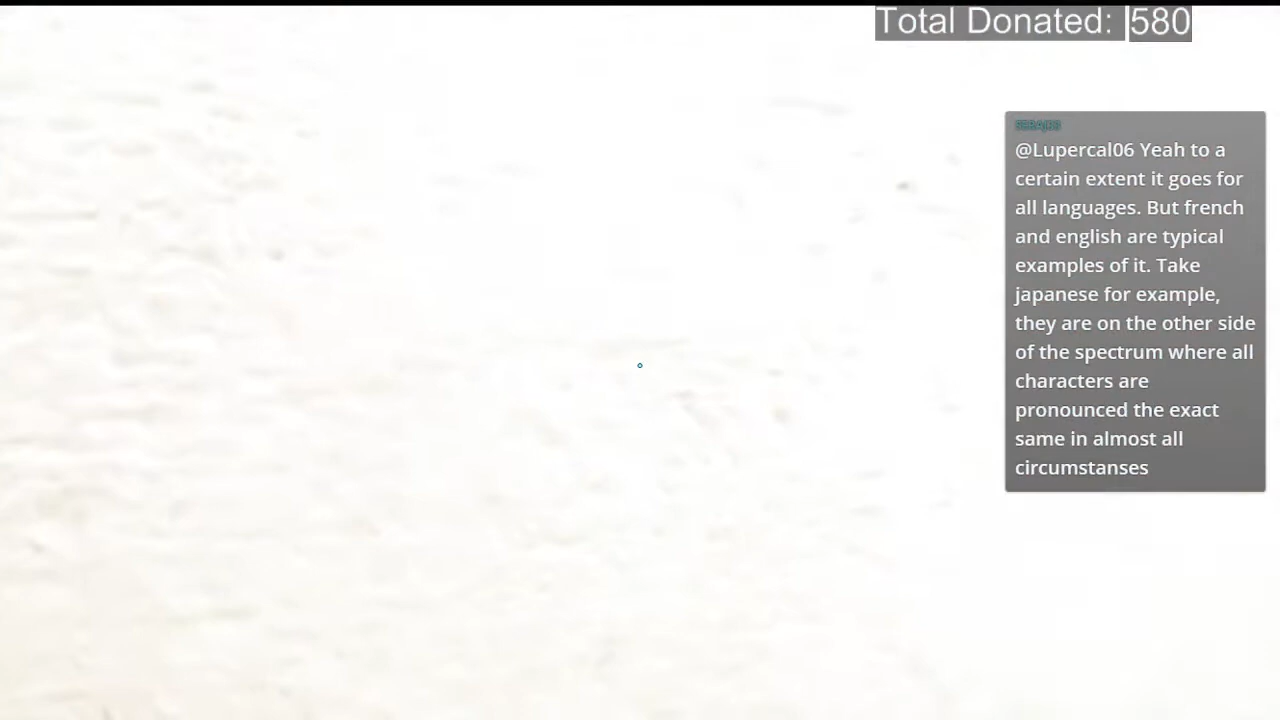 Total Donated: 580
@Lupercal06 Yeah to a
certain extent it goes for
all languages. But french
and english are typical
examples of it. Take
japanese for example,
they are on the other side
of the spectrum where all
characters are
pronounced the exact
same in almost all
circumstanses